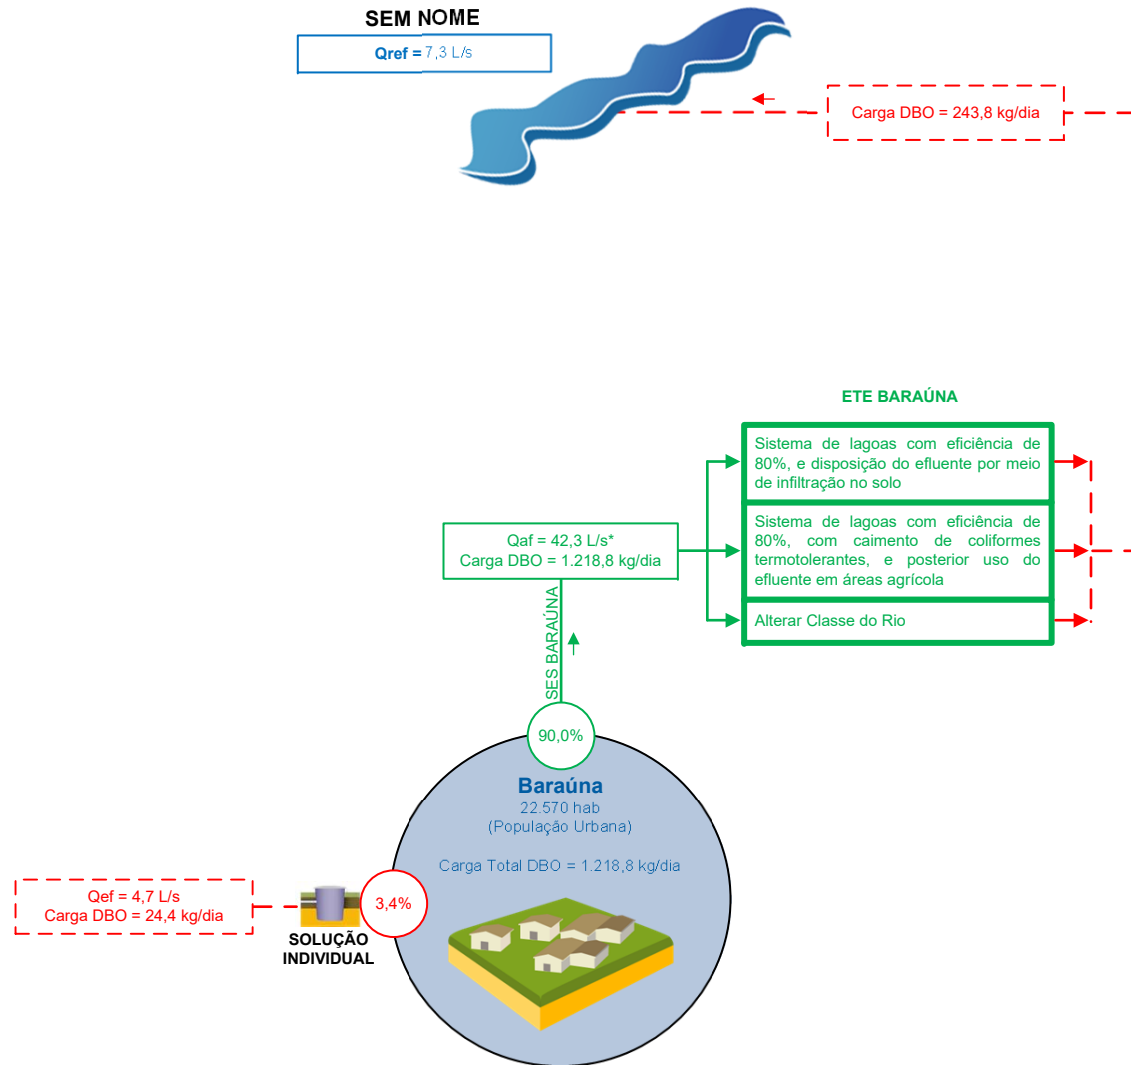 SEM NOME
Qref = 7,3 L/s
Carga DBO = 243,8 kg/dia
ETE BARAÚNA
Sistema de lagoas com eficiência de
80%, e disposição do efluente por meio
de infiltração no solo
Sistema de lagoas com eficiência de
80%, com caimento de coliformes
termotolerantes, e posterior uso do
efluente em áreas agrícola
Alterar Classe do Rio
Qaf = 42,3 L/s*
Carga DBO = 1.218,8 kg/dia
SES BARAÚNA
90,0%
Baraúna
22.570 hab
(População Urbana)
Carga Total DBO = 1.218,8 kg/dia
Qef = 4,7 L/s
Carga DBO = 24,4 kg/dia
3,4%
SOLUÇÃO
INDIVIDUAL